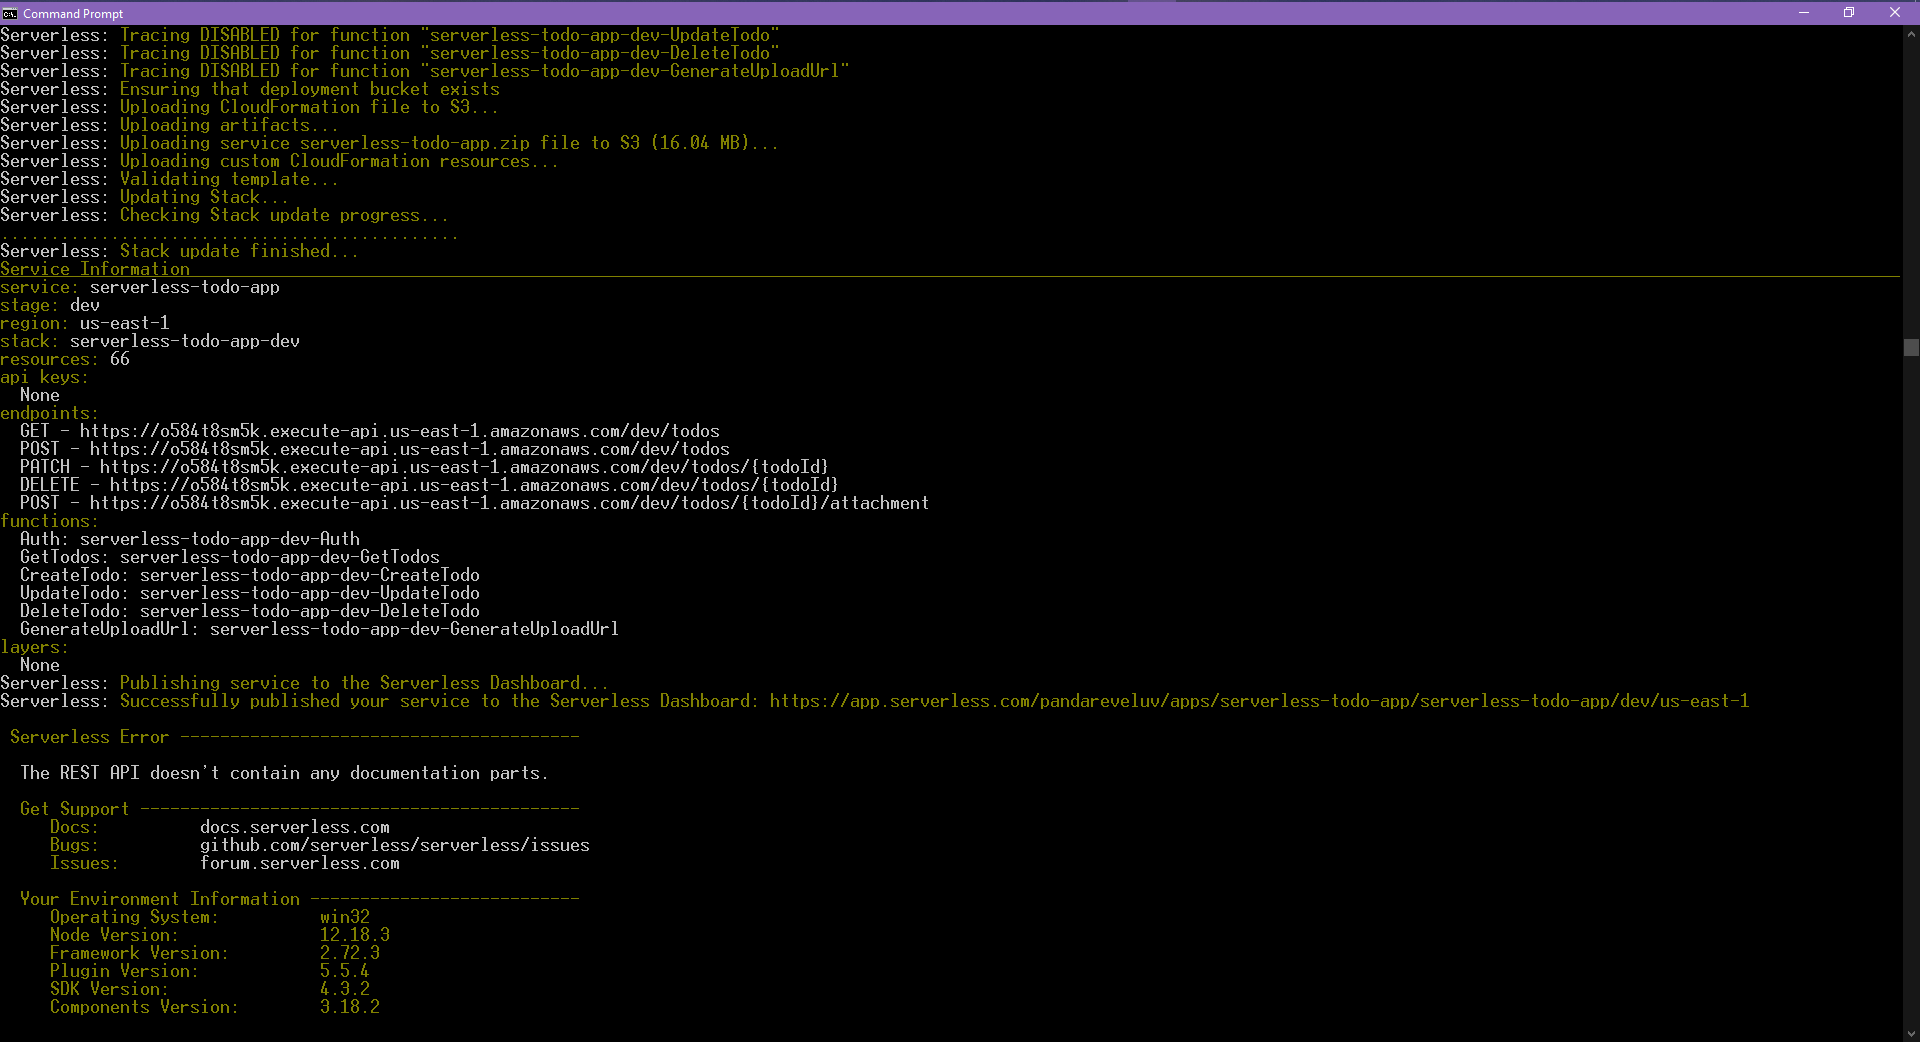 Command Prompt
Serverless: Tracing DISABLED for function "serverless-todo-app-dev-UpdateTodo"
Serverless: Tracing DISABLED for function "serverless-todo-app-dev-DeleteTodo"
Serverless: Tracing DISABLED for function "serverless-todo-app-dev-GenerateUploadUrl"
Serverless: Ensuring that deployment bucket exists
Serverless: Uploading CloudFormation file to S3...
Serverless: Uploading artifacts...
Serverless: Uploading service serverless-todo-app.zip file to S3 (16.04 MB)...
Serverless: Uploading custom CloudFormation resources...
Serverless: Validating template...
Serverless: Updating Stack...
Serverless: Checking Stack update progress...
..............................................
Serverless: Stack update finished...
Service Information
service: serverless-todo-app
stage: dev
region: us-east-1
stack: serverless-todo-app-dev
resources: 66
api keys:
  None
endpoints:
  GET - https://o584t8sm5k.execute-api.us-east-1.amazonaws.com/dev/todos
  POST - https://o584t8sm5k.execute-api.us-east-1.amazonaws.com/dev/todos
  PATCH - https://o584t8sm5k.execute-api.us-east-1.amazonaws.com/dev/todos/{todoId}
  DELETE - https://o584t8sm5k.execute-api.us-east-1.amazonaws.com/dev/todos/{todoId}
  POST - https://o584t8sm5k.execute-api.us-east-1.amazonaws.com/dev/todos/{todoId}/attachment
functions:
  Auth: serverless-todo-app-dev-Auth
  GetTodos: serverless-todo-app-dev-GetTodos
  CreateTodo: serverless-todo-app-dev-CreateTodo
  UpdateTodo: serverless-todo-app-dev-UpdateTodo
  DeleteTodo: serverless-todo-app-dev-DeleteTodo
  GenerateUploadUrl: serverless-todo-app-dev-GenerateUploadUrl
layers:
  None
Serverless: Publishing service to the Serverless Dashboard...
Serverless: Successfully published your service to the Serverless Dashboard: https://app.serverless.com/pandareveluv/apps/serverless-todo-app/serverless-todo-app/dev/us-east-1
 Serverless Error ----------------------------------------
  The REST API doesn't contain any documentation parts.
  Get Support --------------------------------------------
     Docs:          docs.serverless.com
     Bugs:          github.com/serverless/serverless/issues
     Issues:        forum.serverless.com
  Your Environment Information ---------------------------
     Operating System:          win32
     Node Version:              12.18.3
     Framework Version:         2.72.3
     Plugin Version:            5.5.4
     SDK Version:               4.3.2
     Components Version:        3.18.2